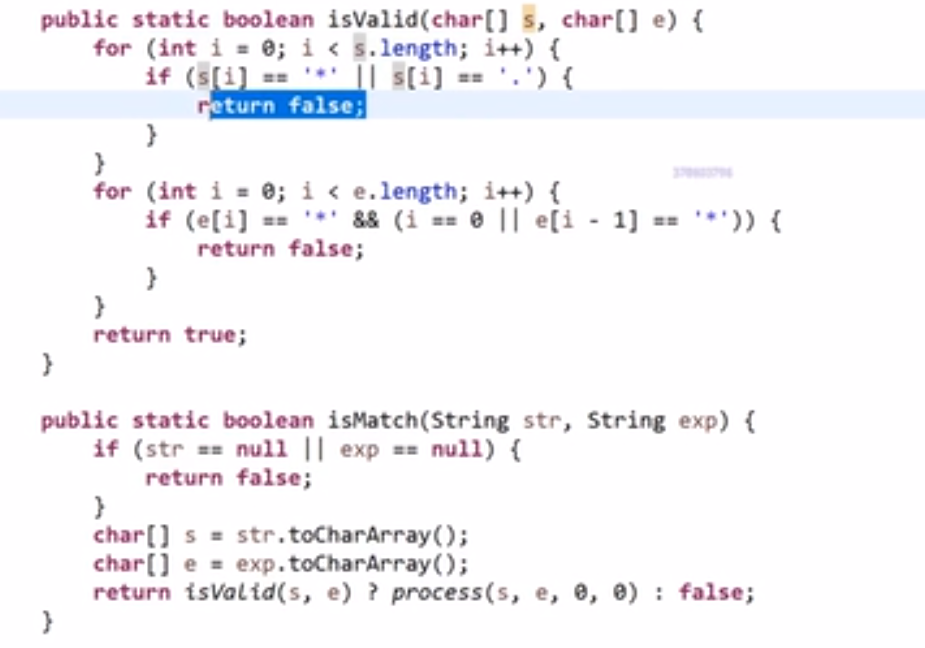 public static boolean isValid(char[] s, char[] e) {
for (int i = 0; i < s.length; i++) {
if (s[i] == '*' || s[i] == '.') {
return false;
}
}
for (int i = 0; i < e.length; i++) {
if (e[i] == '*' && (i == 0 || e[i - 1] == '*')) {
return false;
}
}
return true;
}
public static boolean isMatch(String str, String exp) {
if (str == null || exp == null) {
return false;
}
char[] s = str.toCharArray();
char[] e = exp.toCharArray();
return isValid(s, e) ? process(s, e, 0, 0) : false;
}